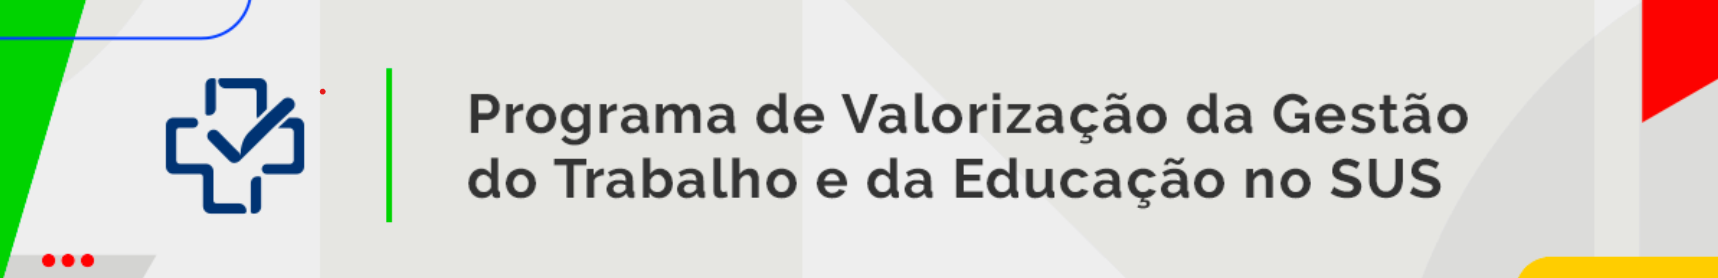 Programa de Valorização da Gestão
do Trabalho e da Educação no SUS